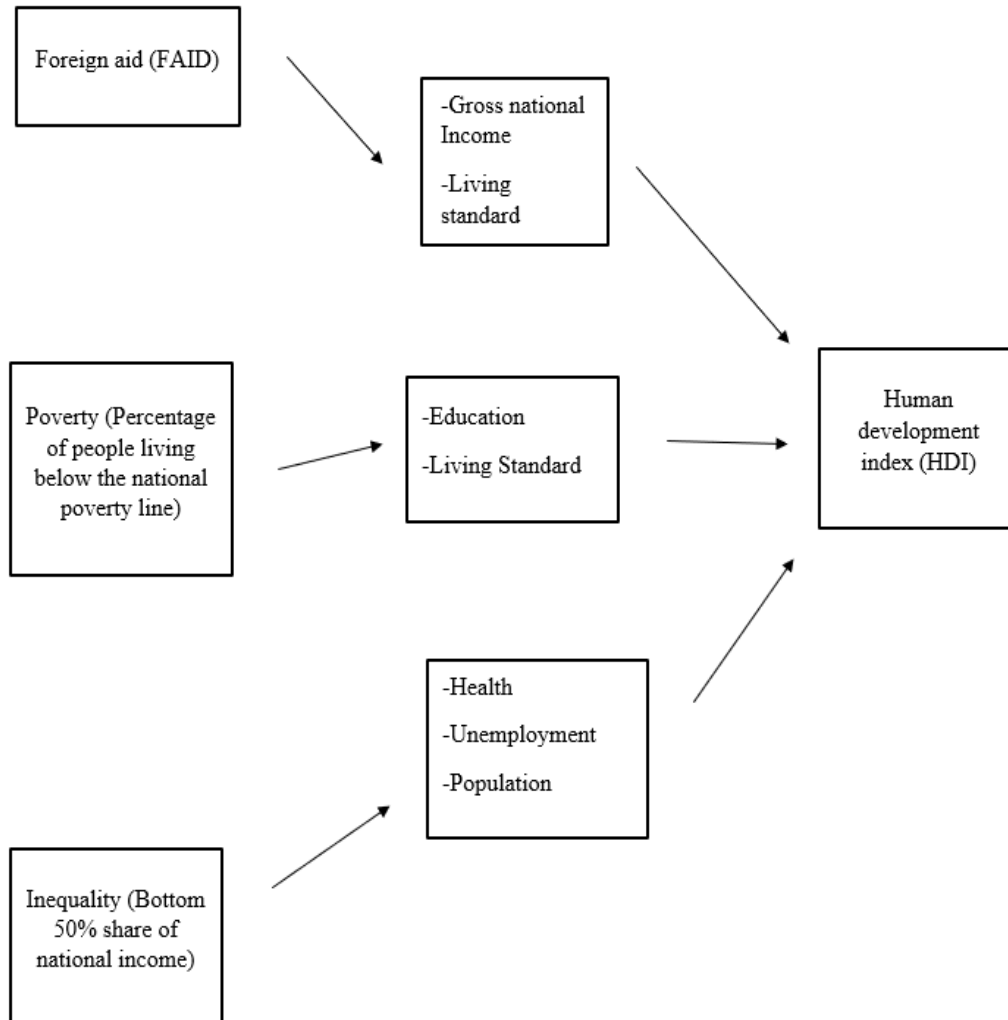 Foreign aid (FAID)
-Gross national
Income
-Living
standard
Poverty (Percentage
of people living
below the national
poverty line)
-Education
-Living Standard
Human
development
index (HDI)
-Health
-Unemployment
-Population
Inequality (Bottom
50% share of
national income)